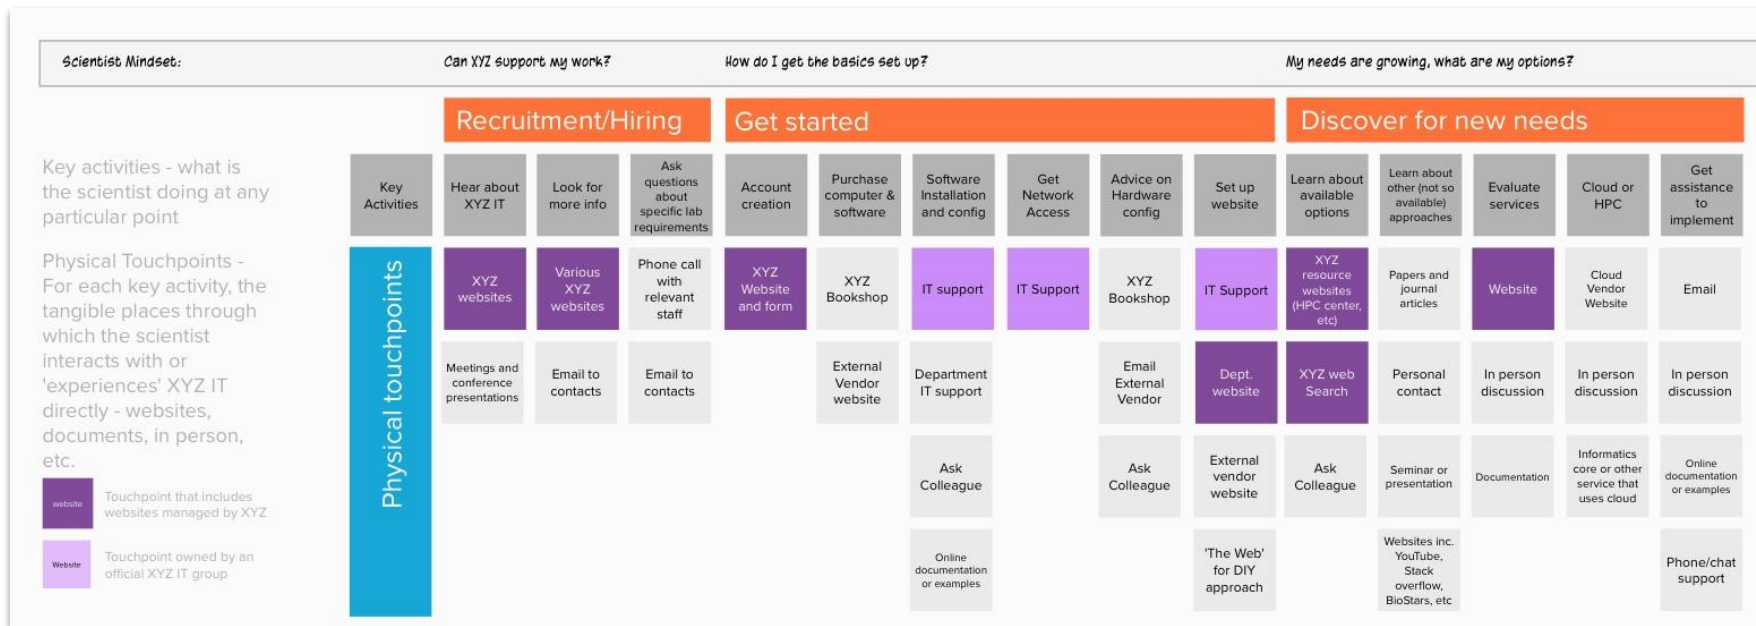 Scientist Mindset:
Can XYZ support my work?
How do I get the basics set up?
My needs are growing, what are my options?
Recruitment/Hiring
Get started
Discover for new needs
Key activities - what is
the scientist doing at any
particular point
Physical Touchpoints -
For each key activity, the
tangible places through
which the scientist
interacts with or
'experiences' XYZ IT
directly - websites,
documents, in person,
etc.
website
Touchpoint that includes
websites managed by XYZ
Website
Touchpoint owned by an
official XYZ IT group
Key
Activities
Hear about
XYZ IT
Look for
more info
Ask
questions
about
specific lab
requirements
Account
creation
Purchase
computer &
software
Software
Installation
and config
Get
Network
Access
Advice on
Hardware
config
Set up
website
Learn about
available
options
Learn about
other (not so
available)
approaches
Evaluate
services
Cloud or
HPC
Get
assistance
to
implement
Physical touchpoints
XYZ
websites
Various
XYZ
websites
Phone call
with
relevant
staff
XYZ
Website
and form
XYZ
Bookshop
IT support
IT Support
XYZ
Bookshop
IT Support
XYZ
resource
websites
(HPC center,
etc)
Papers and
journal
articles
Website
Cloud
Vendor
Website
Email
Meetings and
conference
presentations
Email to
contacts
Email to
contacts
External
Vendor
website
Department
IT support
Email
External
Vendor
Dept.
website
XYZ web
Search
Personal
contact
In person
discussion
In person
discussion
In person
discussion
Ask
Colleague
Ask
Colleague
External
vendor
website
Ask
Colleague
Seminar or
presentation
Documentation
Informatics
core or other
service that
uses cloud
Online
documentation
or examples
Online
documentation
or examples
'The Web'
for DIY
approach
Websites inc.
YouTube,
Stack
overflow,
BioStars, etc
Phone/chat
support